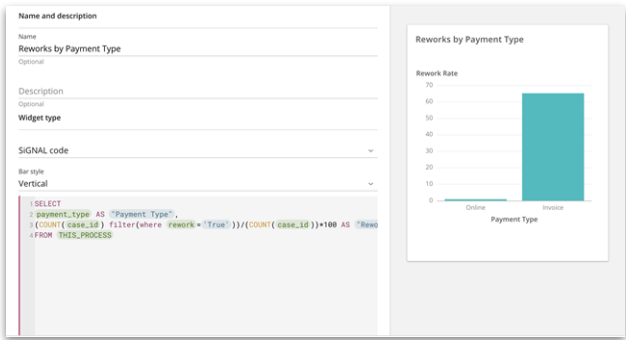 Name and description
Name
Reworks by Payment Type
Optional
Description
Optional
Widget type
SiGNAL code
Bar style
Vertical
1 SELECT
2 payment_type AS "Payment Type",
3 (COUNT(case_id) filter(where rework='True'))/(COUNT(case_id))*100 AS "Rewo
4 FROM THIS_PROCESS
Reworks by Payment Type
Rework Rate
70
60
50
40
30
20
10
0
Online Invoice
Payment Type